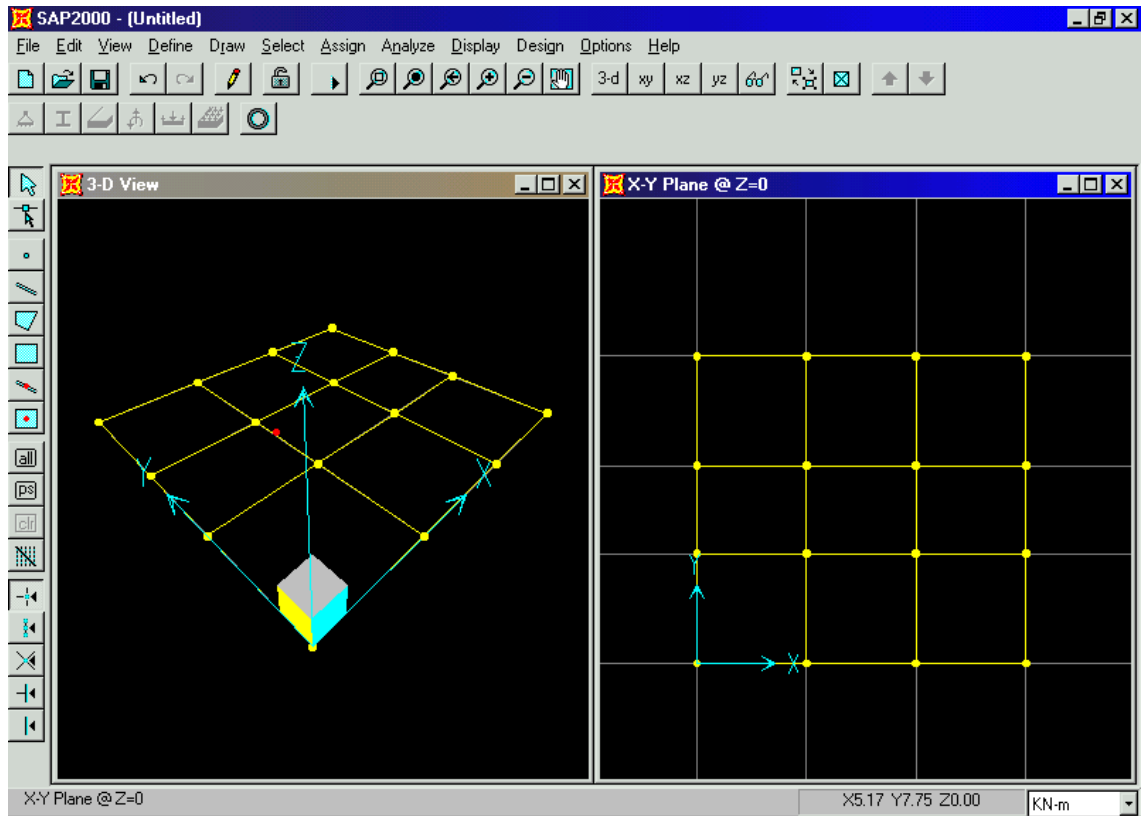 SAP2000 - (Untitled)
File Edit View Define Draw Select Assign Analyze Display Design Options Help
3-d xy xz yz
3-D View
X-Y Plane @ Z=0
Z
Y X
Y
X
all
ps
clr
X-Y Plane @ Z=0 X5.17 Y7.75 Z0.00 KN-m